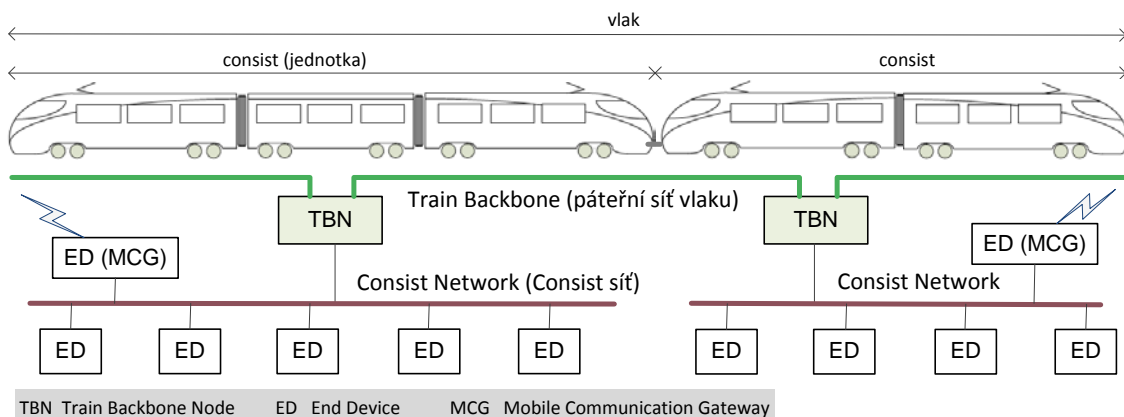 vlak
consist (jednotka)
consist
Train Backbone (páteřní síť vlaku)
TBN
TBN
ED (MCG)
ED (MCG)
Consist Network (Consist síť)
Consist Network
ED
ED
ED
ED
ED
ED
ED
ED
ED
TBN Train Backbone Node ED End Device MCG Mobile Communication Gateway